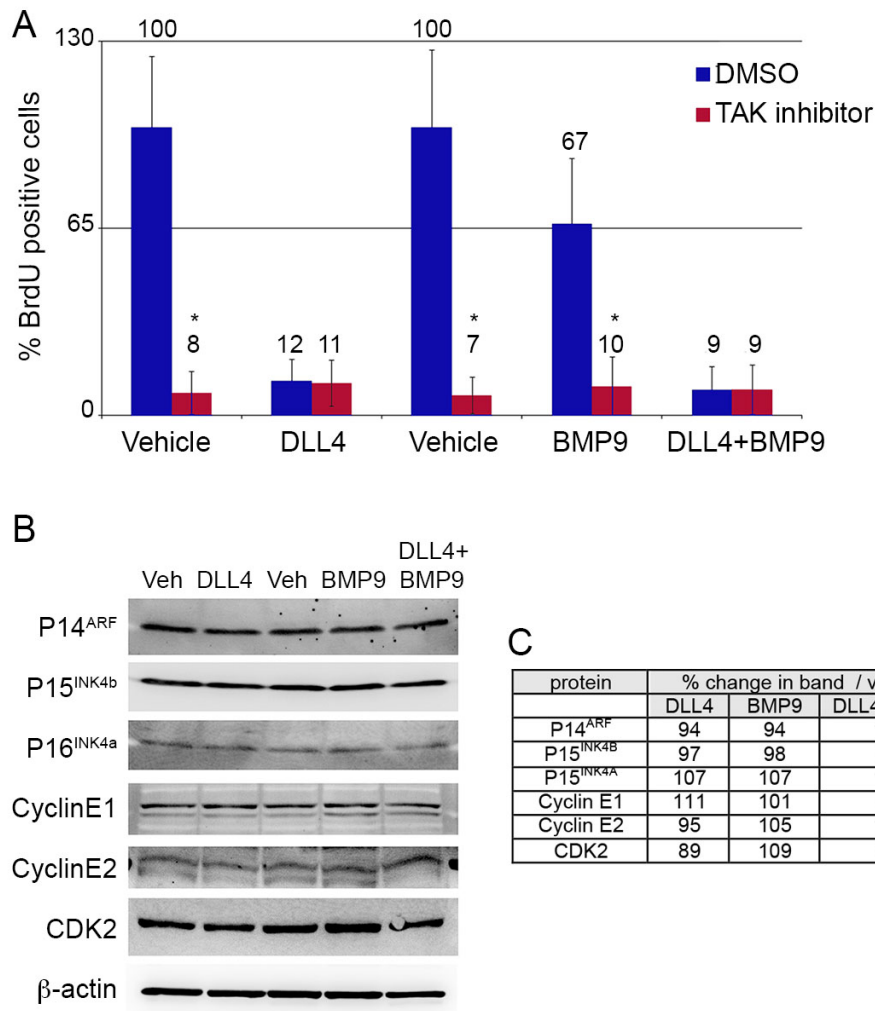 A
130
100
100
DMSO
TAK inhibitor
67
% BrdU positive cells
65
*
8
12
11
*
7
*
10
9
9
0
Vehicle
DLL4
Vehicle
BMP9
DLL4+BMP9
B
Veh DLL4 Veh BMP9 DLL4+
BMP9
P14ARF
P15INK4b
P16INK4a
CyclinE1
CyclinE2
CDK2
β-actin
C
protein % change in band / v
DLL4 BMP9 DLL4
P14ARF 94 94
P15INK4B 97 98
P15INK4A 107 107
Cyclin E1 111 101
Cyclin E2 95 105
CDK2 89 109